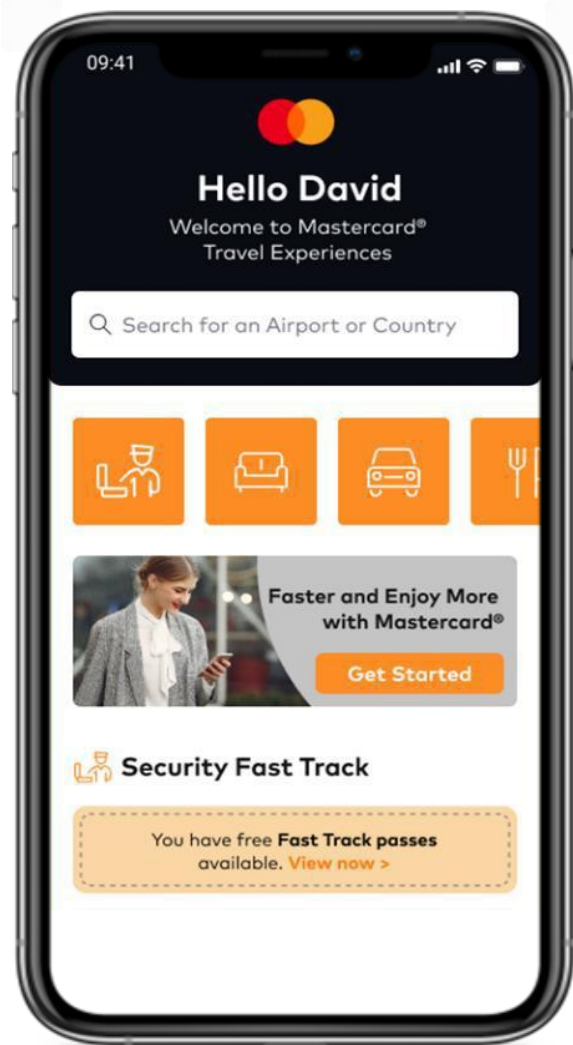 09:41
Hello David
Welcome to Mastercard®
Travel Experiences
Search for an Airport or Country
Faster and Enjoy More
with Mastercard®
Get Started
Security Fast Track
You have free Fast Track passes
available. View now >